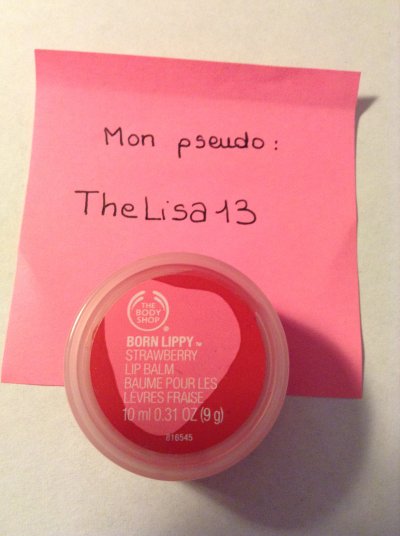 Mon pseudo:
TheLisa13
THE
BODY
SHOP
BORN LIPPY™
STRAWBERRY
LIP BALM
BAUME POUR LES
LÈVRES FRAISE
10 ml 0.31 OZ (9 g)
816545